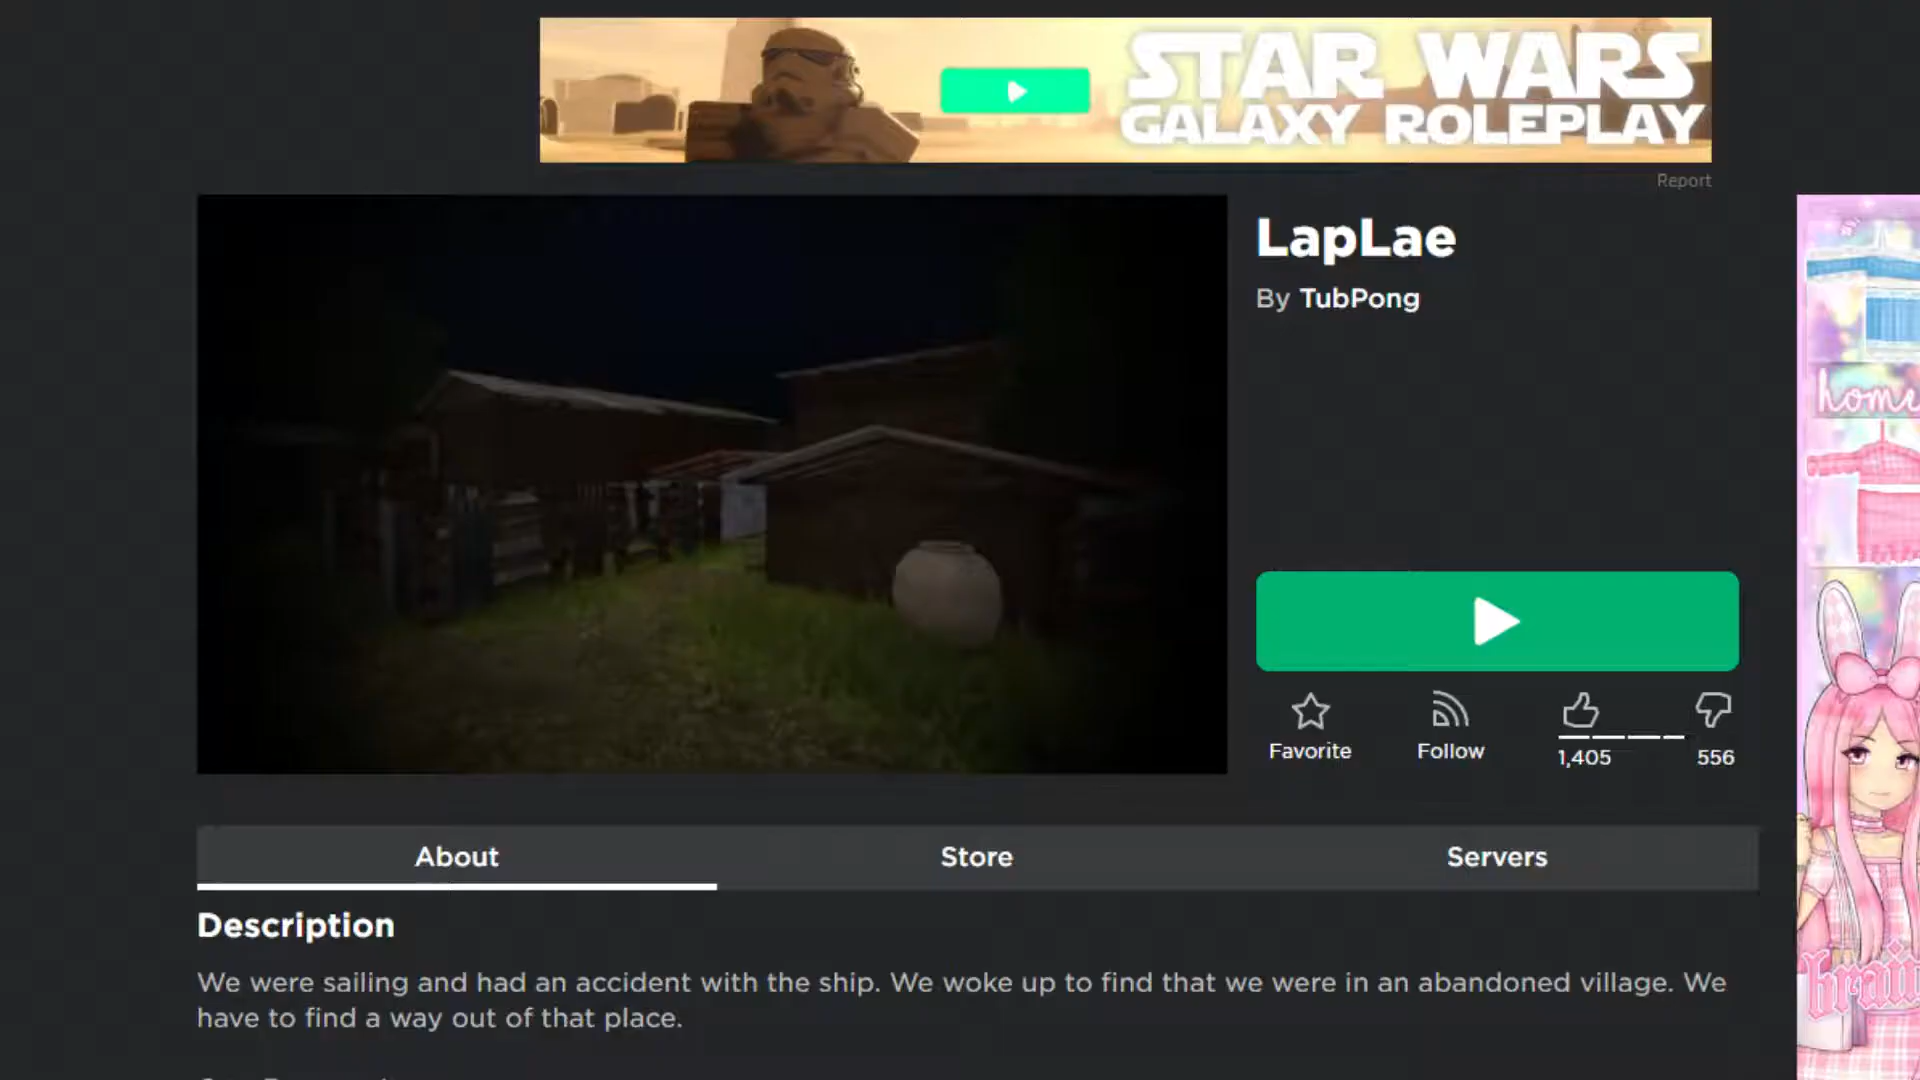 STAR WARS
GALAXY ROLEPLAY
Report
LapLae
By TubPong
home
Favorite
Follow
1,405
556
About
Store
Servers
Description
We were sailing and had an accident with the ship. We woke up to find that we were in an abandoned village. We
have to find a way out of that place.